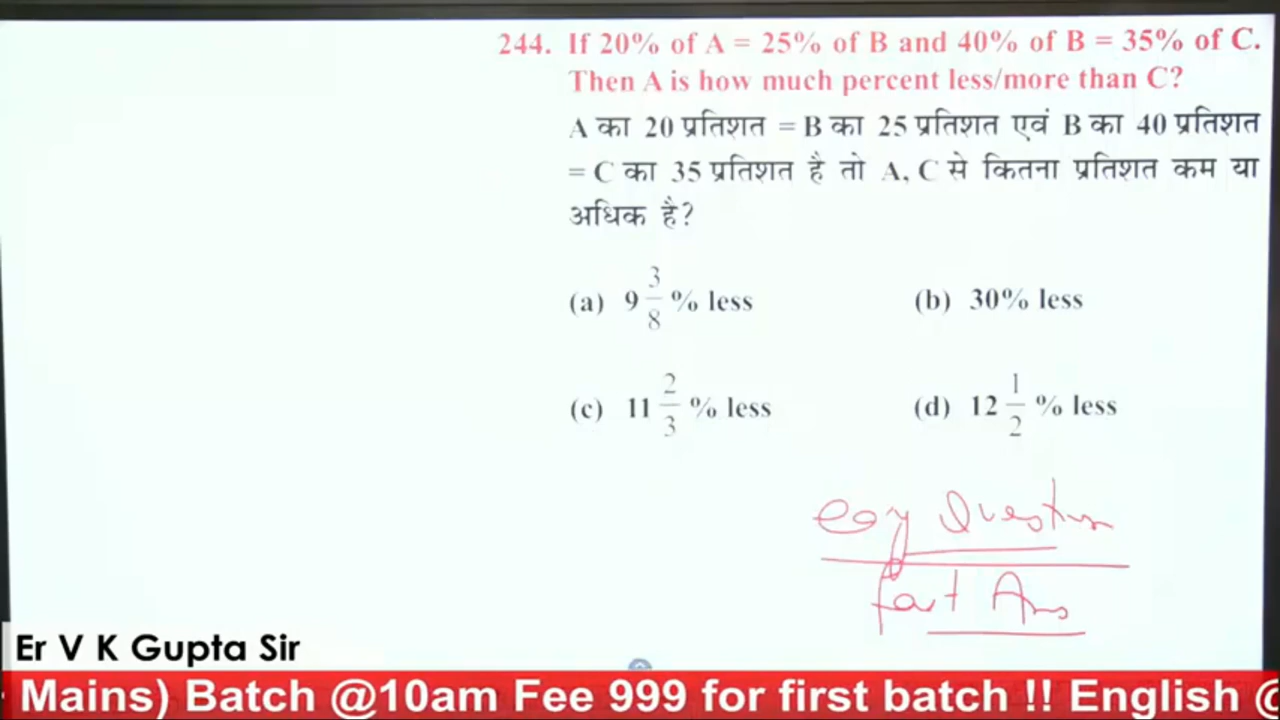 244. If 20% of A = 25% of B and 40% of B = 35% of C.
Then A is how much percent less/more than C?
A का 20 प्रतिशत = B का 25 प्रतिशत एवं B का 40 प्रतिशत
= C का 35 प्रतिशत है तो A, C से कितना प्रतिशत कम या
अधिक है?
(a) 9 3/8 % less (b) 30% less
(c) 11 2/3 % less (d) 12 1/2 % less
easy Question
fast Ans
Er V K Gupta Sir
Mains) Batch @10am Fee 999 for first batch !! English @